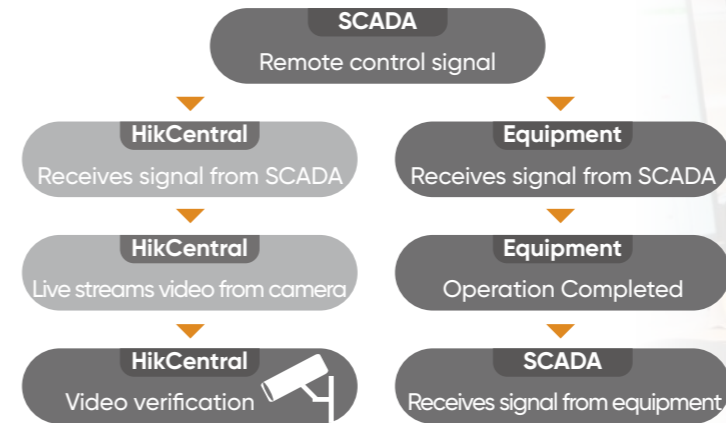 SCADA
Remote control signal
HikCentral
Receives signal from SCADA
HikCentral
Live streams video from camera
HikCentral
Video verification
Equipment
Receives signal from SCADA
Equipment
Operation Completed
SCADA
Receives signal from equipment